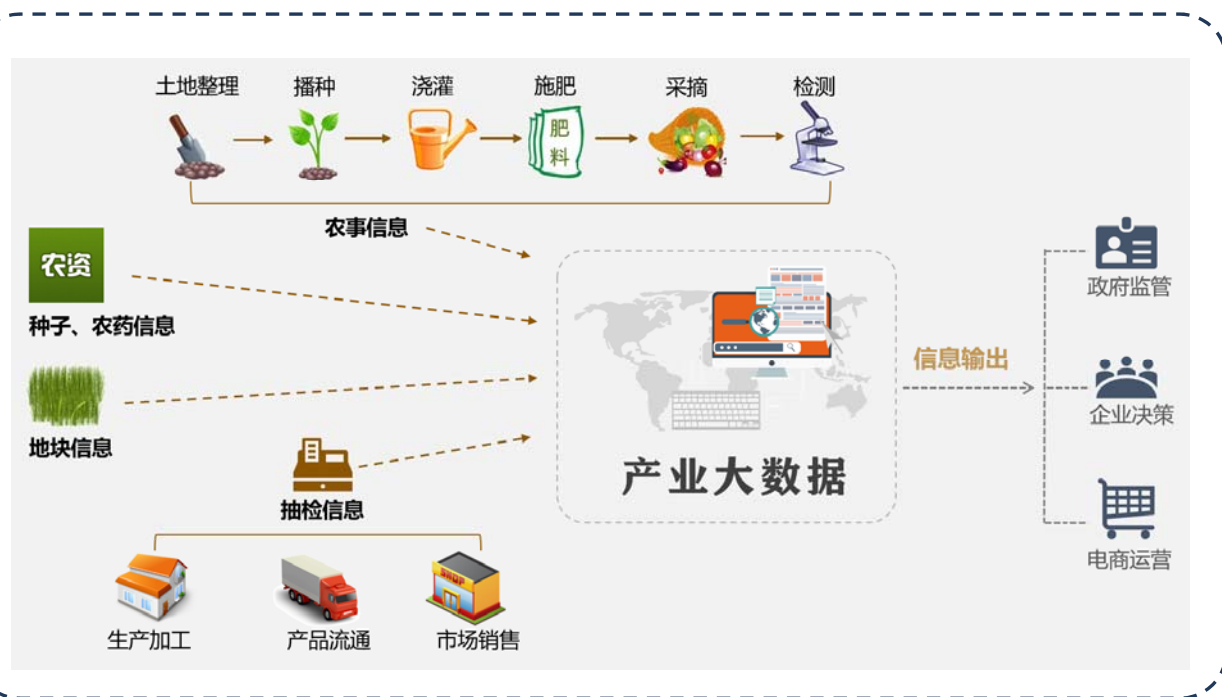 土地整理
播种
浇灌
施肥
采摘
检测
肥
料
农事信息
农资
种子、农药信息
地块信息
抽检信息
生产加工
产品流通
市场销售
SHOP
产业大数据
信息输出
政府监管
企业决策
电商运营